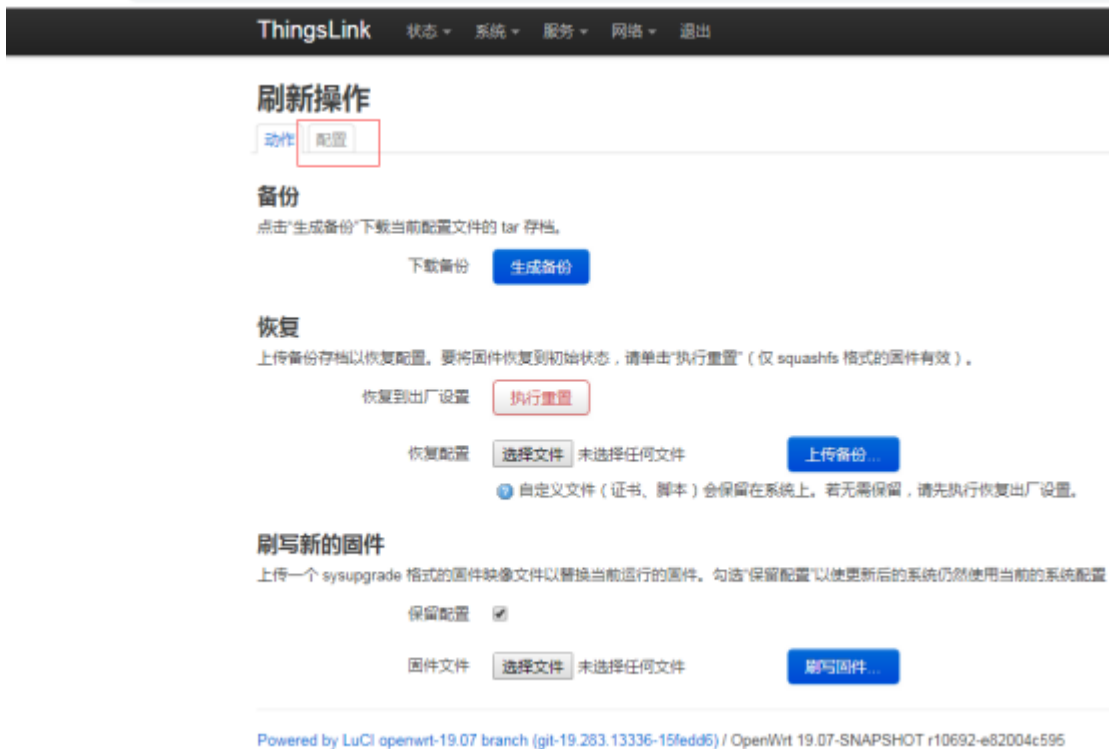 ThingsLink 状态 系统 服务 网络 退出
刷新操作
动作 配置
备份
点击“生成备份”下载当前配置文件的 tar 存档。
下载备份 生成备份
恢复
上传备份存档以恢复配置。要将固件恢复到初始状态，请单击“执行重置”（仅 squashfs 格式的固件有效）。
恢复到出厂设置 执行重置
恢复配置 选择文件 未选择任何文件 上传备份...
自定义文件（证书、脚本）会保留在系统上。若无需保留，请先执行恢复出厂设置。
刷写新的固件
上传一个 sysupgrade 格式的固件映像文件以替换当前运行的固件。勾选“保留配置”以使更新后的系统仍然使用当前的系统配置
保留配置
固件文件 选择文件 未选择任何文件 刷写固件...
Powered by LuCI openwrt-19.07 branch (git-19.283.13336-15fedd6) / OpenWrt 19.07-SNAPSHOT r10692-e82004c595